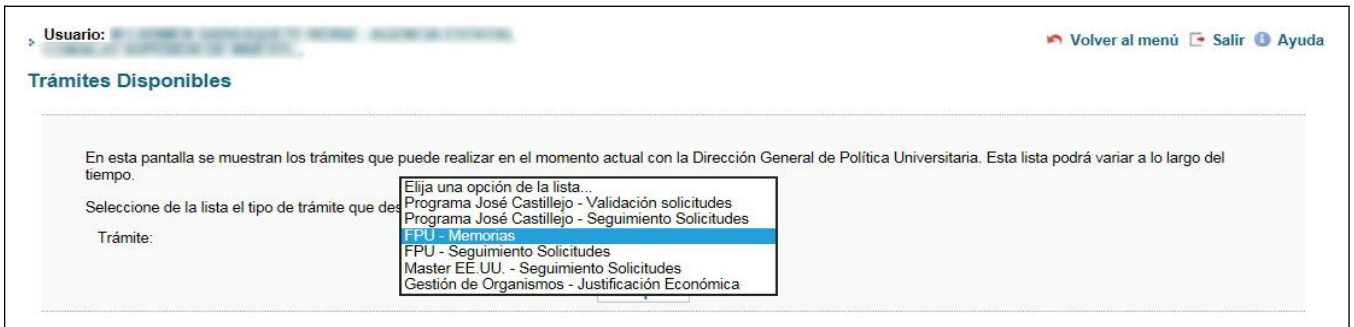 Usuario:
Volver al menú Salir Ayuda
Trámites Disponibles
En esta pantalla se muestran los trámites que puede realizar en el momento actual con la Dirección General de Política Universitaria. Esta lista podrá variar a lo largo del
tiempo.
Elija una opción de la lista...
Programa José Castillejo - Validación solicitudes
Seleccione de la lista el tipo de trámite que
Programa José Castillejo - Seguimiento Solicitudes
Trámite:
FPU - Memorias
FPU - Seguimiento Solicitudes
Master EE.UU. - Seguimiento Solicitudes
Gestión de Organismos - Justificación Económica